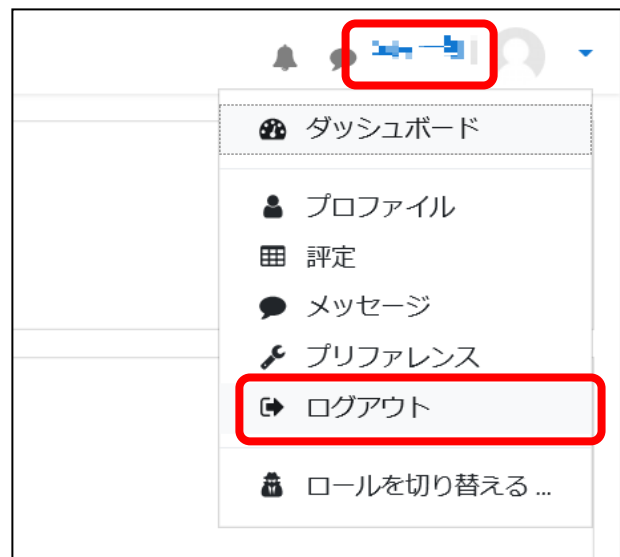 ダッシュボード
プロファイル
評定
メッセージ
プリファレンス
ログアウト
ロールを切り替える ...